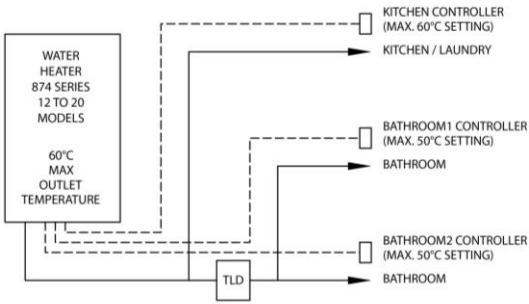 WATER
HEATER
874 SERIES
12 TO 20
MODELS
60°C
MAX
OUTLET
TEMPERATURE
KITCHEN CONTROLLER
(MAX. 60°C SETTING)
KITCHEN / LAUNDRY
BATHROOM1 CONTROLLER
(MAX. 50°C SETTING)
BATHROOM
BATHROOM2 CONTROLLER
(MAX. 50°C SETTING)
TLD
BATHROOM